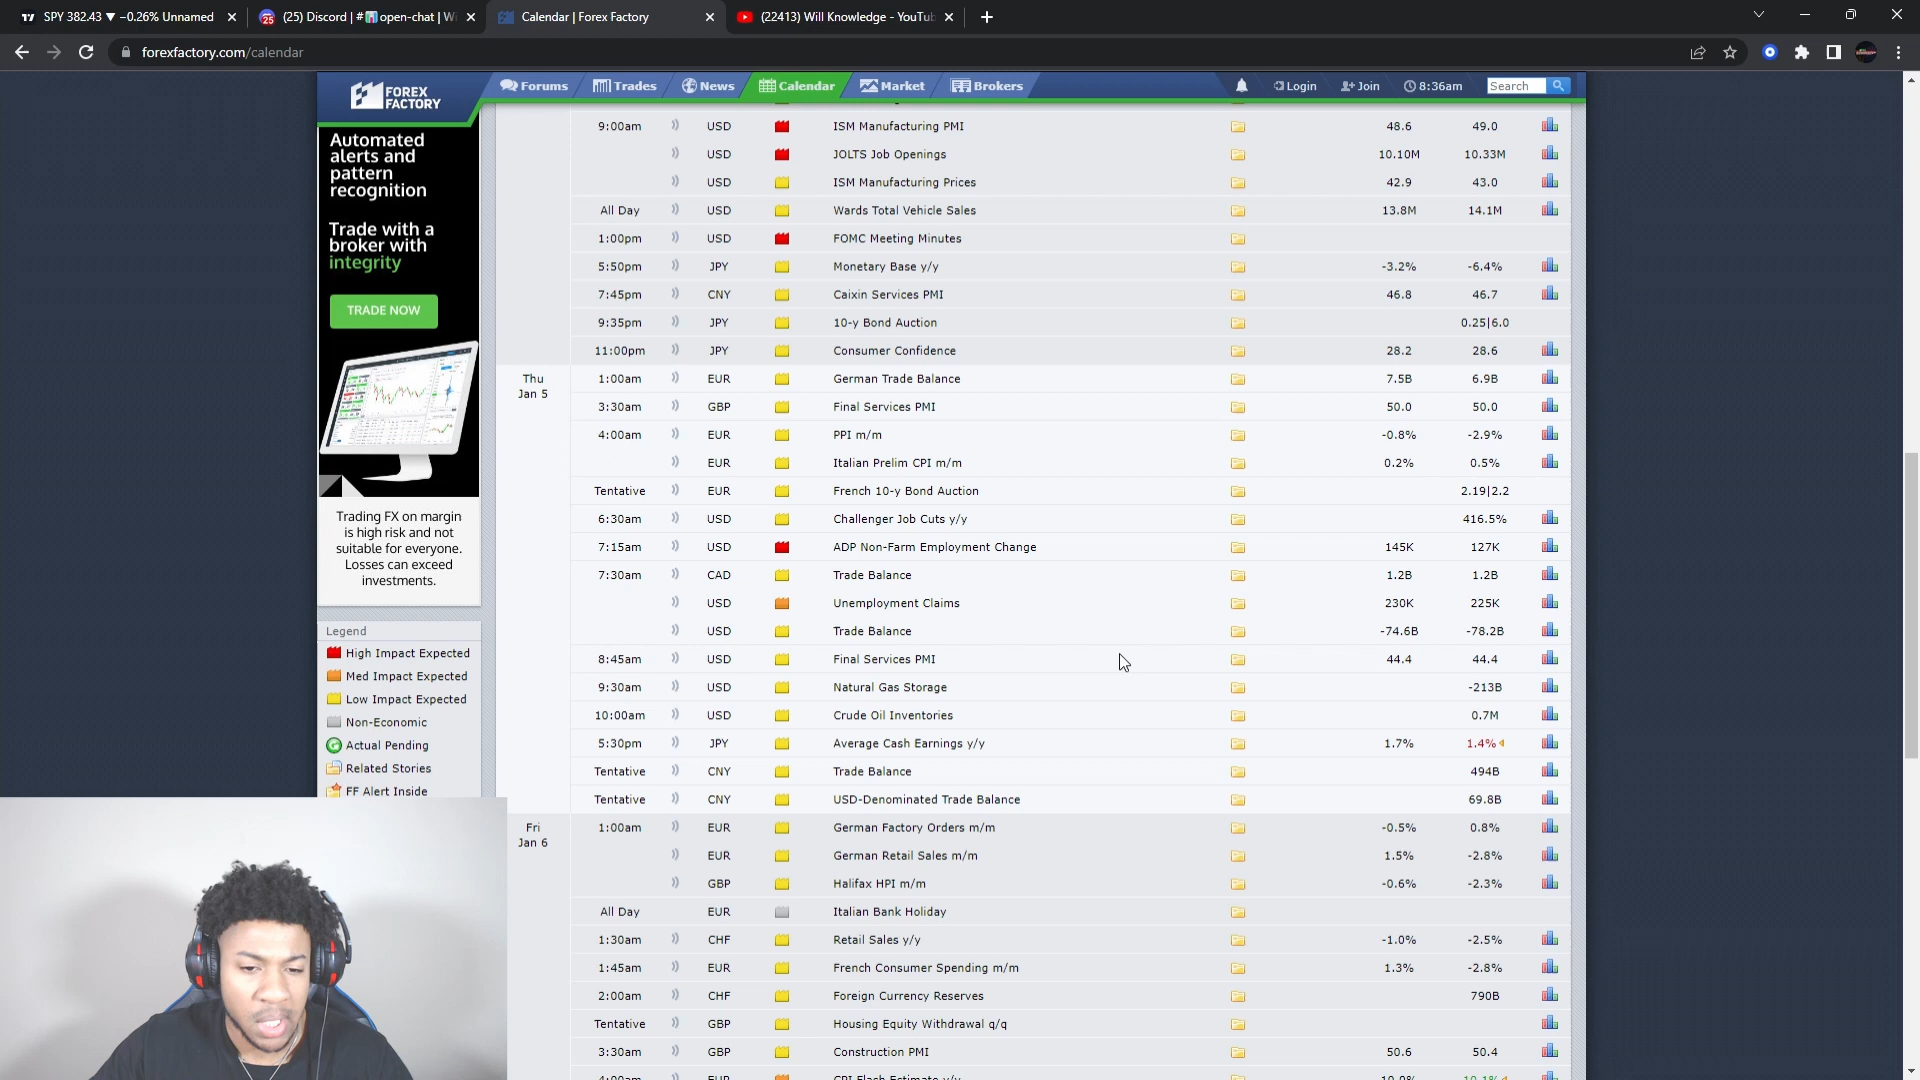 SPY 382.43 ▼ −0.26% Unnamed
(25) Discord | #📊open-chat | Wi
Calendar | Forex Factory
(22413) Will Knowledge - YouTub
forexfactory.com/calendar
FOREX
FACTORY
Forums
Trades
News
Calendar
Market
Brokers
Login
Join
8:36am
Search
Automated
alerts and
pattern
recognition
Trade with a
broker with
integrity
TRADE NOW
Trading FX on margin
is high risk and not
suitable for everyone.
Losses can exceed
investments.
Legend
High Impact Expected
Med Impact Expected
Low Impact Expected
Non-Economic
Actual Pending
Related Stories
FF Alert Inside
9:00am USD ISM Manufacturing PMI 48.6 49.0
USD JOLTS Job Openings 10.10M 10.33M
USD ISM Manufacturing Prices 42.9 43.0
All Day USD Wards Total Vehicle Sales 13.8M 14.1M
1:00pm USD FOMC Meeting Minutes
5:50pm JPY Monetary Base y/y -3.2% -6.4%
7:45pm CNY Caixin Services PMI 46.8 46.7
9:35pm JPY 10-y Bond Auction 0.25|6.0
11:00pm JPY Consumer Confidence 28.2 28.6
Thu
Jan 5
1:00am EUR German Trade Balance 7.5B 6.9B
3:30am GBP Final Services PMI 50.0 50.0
4:00am EUR PPI m/m -0.8% -2.9%
EUR Italian Prelim CPI m/m 0.2% 0.5%
Tentative EUR French 10-y Bond Auction 2.19|2.2
6:30am USD Challenger Job Cuts y/y 416.5%
7:15am USD ADP Non-Farm Employment Change 145K 127K
7:30am CAD Trade Balance 1.2B 1.2B
USD Unemployment Claims 230K 225K
USD Trade Balance -74.6B -78.2B
8:45am USD Final Services PMI 44.4 44.4
9:30am USD Natural Gas Storage -213B
10:00am USD Crude Oil Inventories 0.7M
5:30pm JPY Average Cash Earnings y/y 1.7% 1.4%
Tentative CNY Trade Balance 494B
Tentative CNY USD-Denominated Trade Balance 69.8B
Fri
Jan 6
1:00am EUR German Factory Orders m/m -0.5% 0.8%
EUR German Retail Sales m/m 1.5% -2.8%
GBP Halifax HPI m/m -0.6% -2.3%
All Day EUR Italian Bank Holiday
1:30am CHF Retail Sales y/y -1.0% -2.5%
1:45am EUR French Consumer Spending m/m 1.3% -2.8%
2:00am CHF Foreign Currency Reserves 790B
Tentative GBP Housing Equity Withdrawal q/q
3:30am GBP Construction PMI 50.6 50.4
4:00am EUR CPI Flash Estimate y/y 10.0% 10.1%